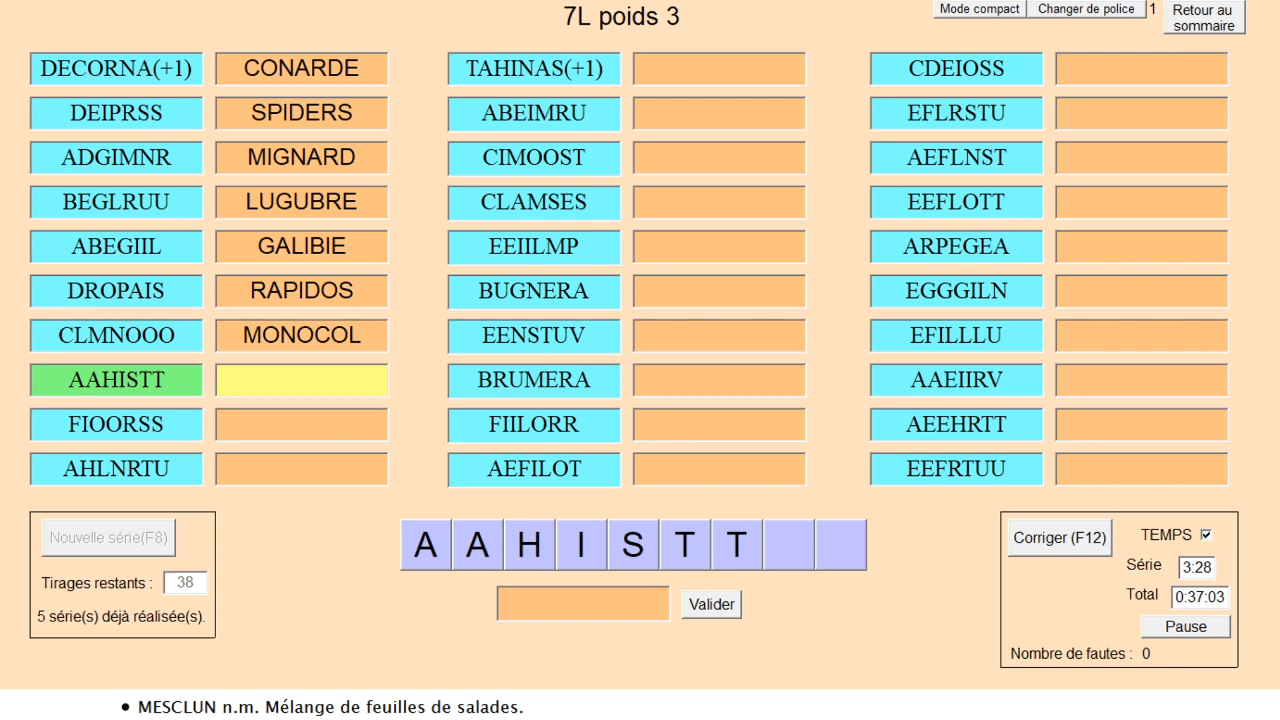 7L poids 3
Mode compact Changer de police 1 Retour au sommaire
DECORNA(+1) CONARDE TAHINAS(+1) CDEIOSS
DEIPRSS SPIDERS ABEIMRU EFLRSTU
ADGIMNR MIGNARD CIMOOST AEFLNST
BEGLRUU LUGUBRE CLAMSES EEFLOTT
ABEGIIL GALIBIE EEIILMP ARPEGEA
DROPAIS RAPIDOS BUGNERA EGGGILN
CLMNOOO MONOCOL EENSTUV EFILLLU
AAHISTT BRUMERA AAEIIRV
FIOORSS FIILORR AEEHRTT
AHLNRTU AEFILOT EEFRTUU
Nouvelle série(F8)
Tirages restants : 38
5 série(s) déjà réalisée(s).
A A H I S T T
Valider
Corriger (F12) TEMPS
Série 3:28
Total 0:37:03
Pause
Nombre de fautes : 0
• MESCLUN n.m. Mélange de feuilles de salades.